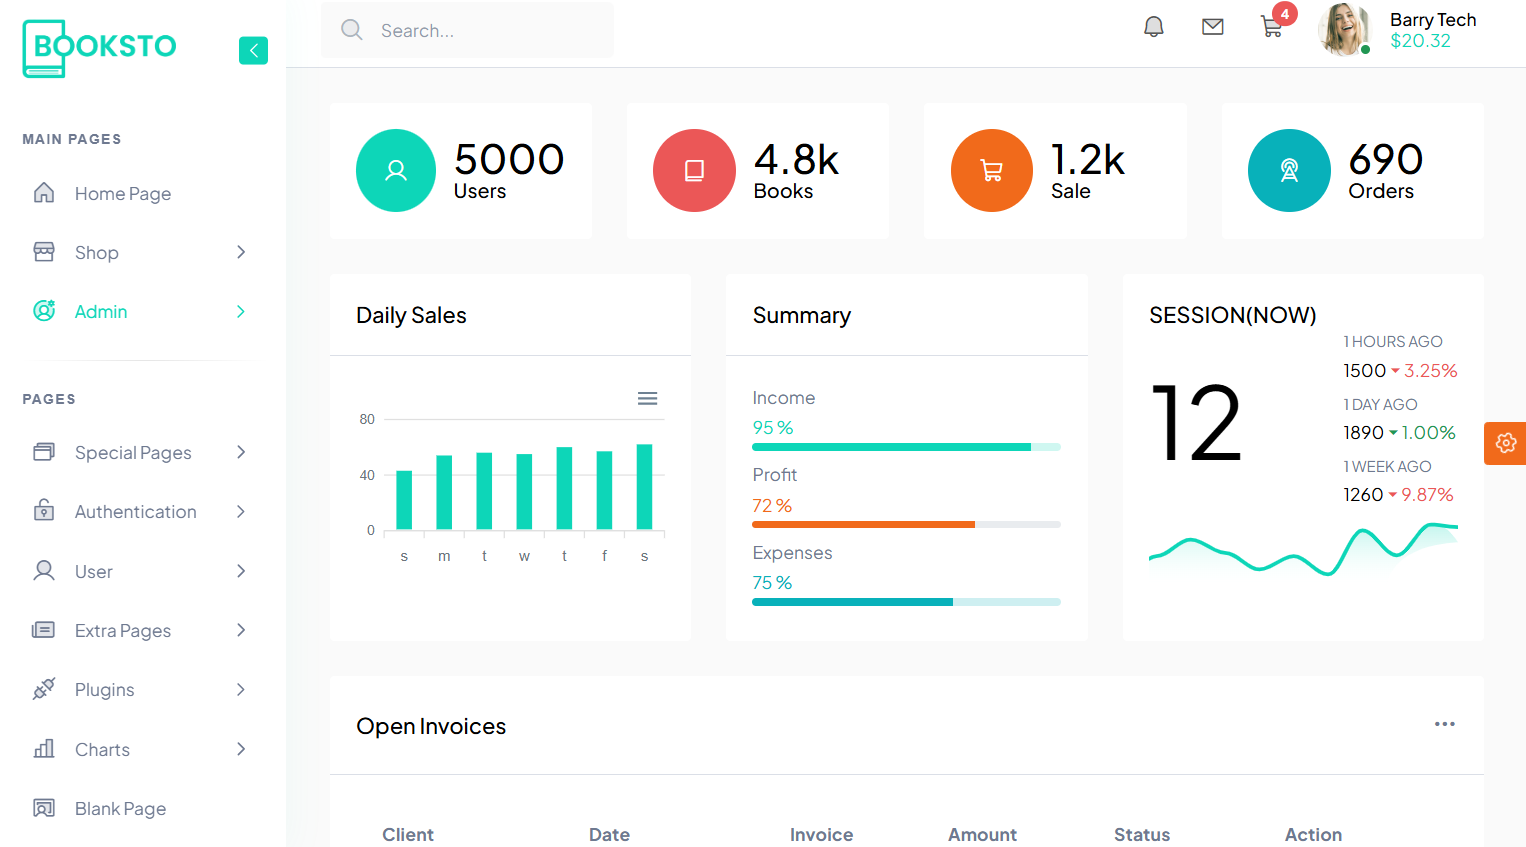 BOOKSTO
Search...
4
Barry Tech
$20.32
MAIN PAGES
Home Page
Shop
Admin
PAGES
Special Pages
Authentication
User
Extra Pages
Plugins
Charts
Blank Page
5000
Users
4.8k
Books
1.2k
Sale
690
Orders
Daily Sales
80
40
0
s m t w t f s
Summary
Income
95 %
Profit
72 %
Expenses
75 %
SESSION(NOW)
12
1 HOURS AGO
1500 3.25%
1 DAY AGO
1890 1.00%
1 WEEK AGO
1260 9.87%
Open Invoices
Client Date Invoice Amount Status Action